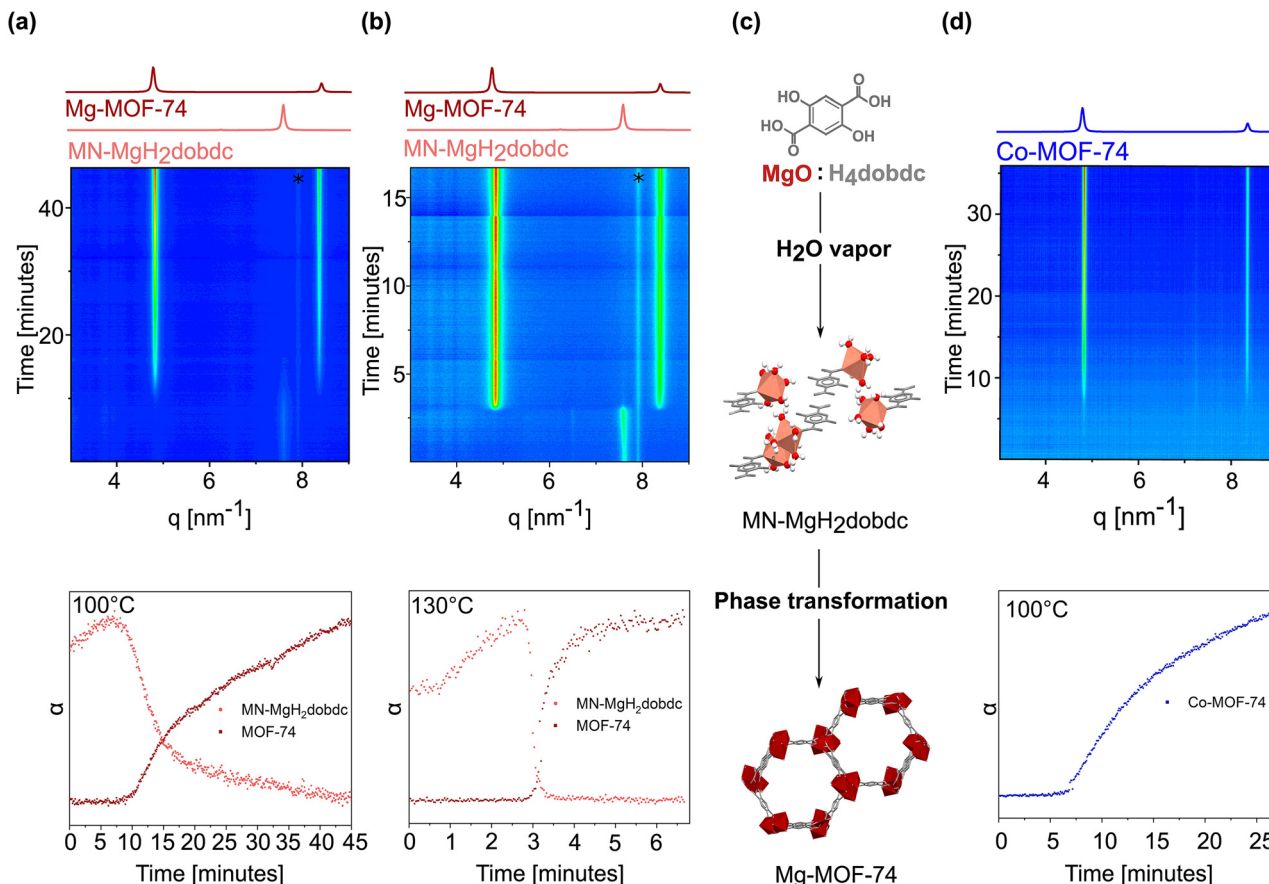 (a)
(b)
(c)
(d)
Mg-MOF-74
MN-MgH2dobdc
*
40
20
Time [minutes]
4
6
8
q [nm-1]
Mg-MOF-74
MN-MgH2dobdc
*
15
10
5
Time [minutes]
4
6
8
q [nm-1]
HO
O
OH
HO
O
OH
MgO : H4dobdc
H2O vapor
MN-MgH2dobdc
Phase transformation
Mg-MOF-74
Co-MOF-74
30
20
10
Time [minutes]
4
6
8
q [nm-1]
100°C
α
MN-MgH2dobdc
MOF-74
0 5 10 15 20 25 30 35 40 45
Time [minutes]
130°C
α
MN-MgH2dobdc
MOF-74
0 1 2 3 4 5 6
Time [minutes]
100°C
α
Co-MOF-74
0 5 10 15 20 25
Time [minutes]